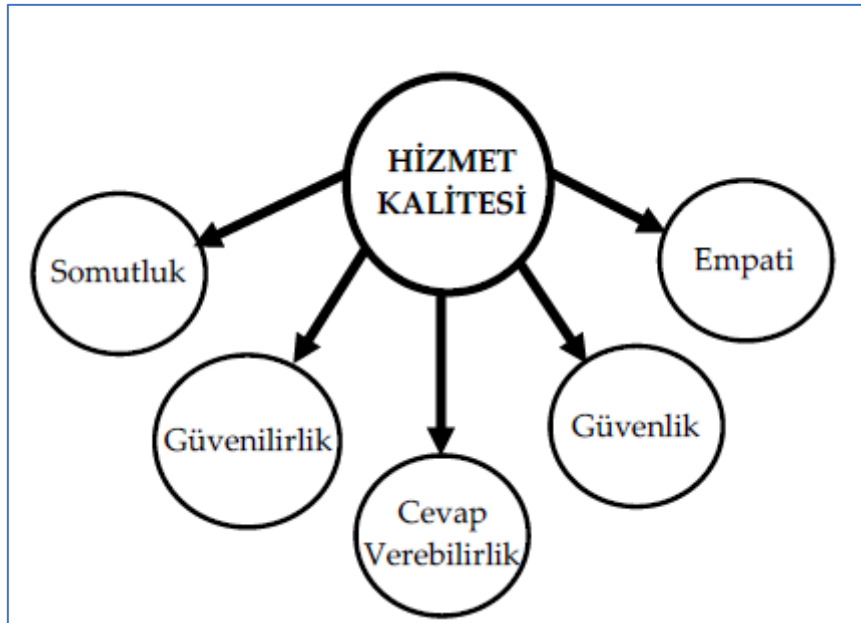 HİZMET
KALİTESİ
Somutluk
Empati
Güvenilirlik
Güvenlik
Cevap
Verebilirlik